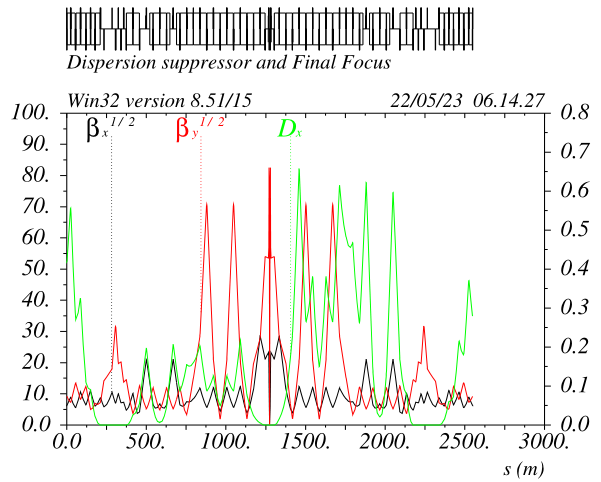 Dispersion suppressor and Final Focus
Win32 version 8.51/15 22/05/23 06.14.27
100. 0.8
β x 1/2 β y 1/2 D x
90. 0.7
80. 0.6
70. 0.5
60. 0.4
50. 0.3
40. 0.2
30. 0.1
20. 0.0
10.
0.0
0.0 500. 1000. 1500. 2000. 2500. 3000.
s (m)